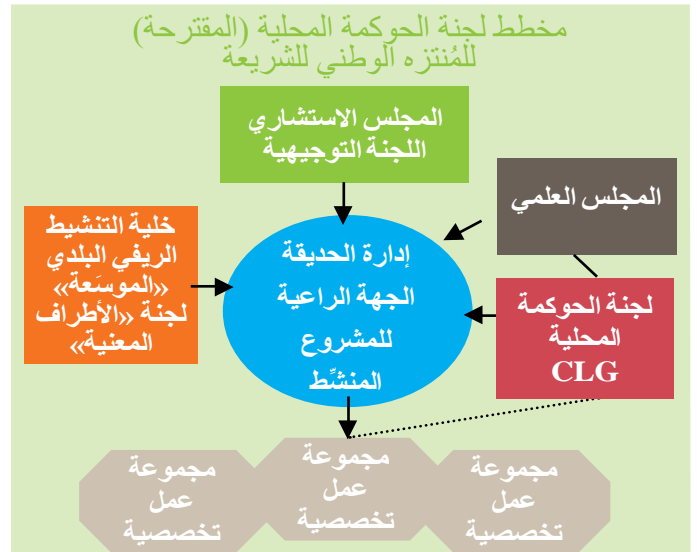 مخطط لجنة الحوكمة المحلية (المقترحة)
للمُنتزه الوطني للشريعة
المجلس الاستشاري
اللجنة التوجيهية
المجلس العلمي
خلية التنشيط
الريفي البلدي
«الموسَعة»
لجنة «الأطراف
المعنية»
إدارة الحديقة
الجهة الراعية
للمشروع
المنشِّط
لجنة الحوكمة
المحلية
CLG
مجموعة
عمل
تخصصية
مجموعة
عمل
تخصصية
مجموعة
عمل
تخصصية